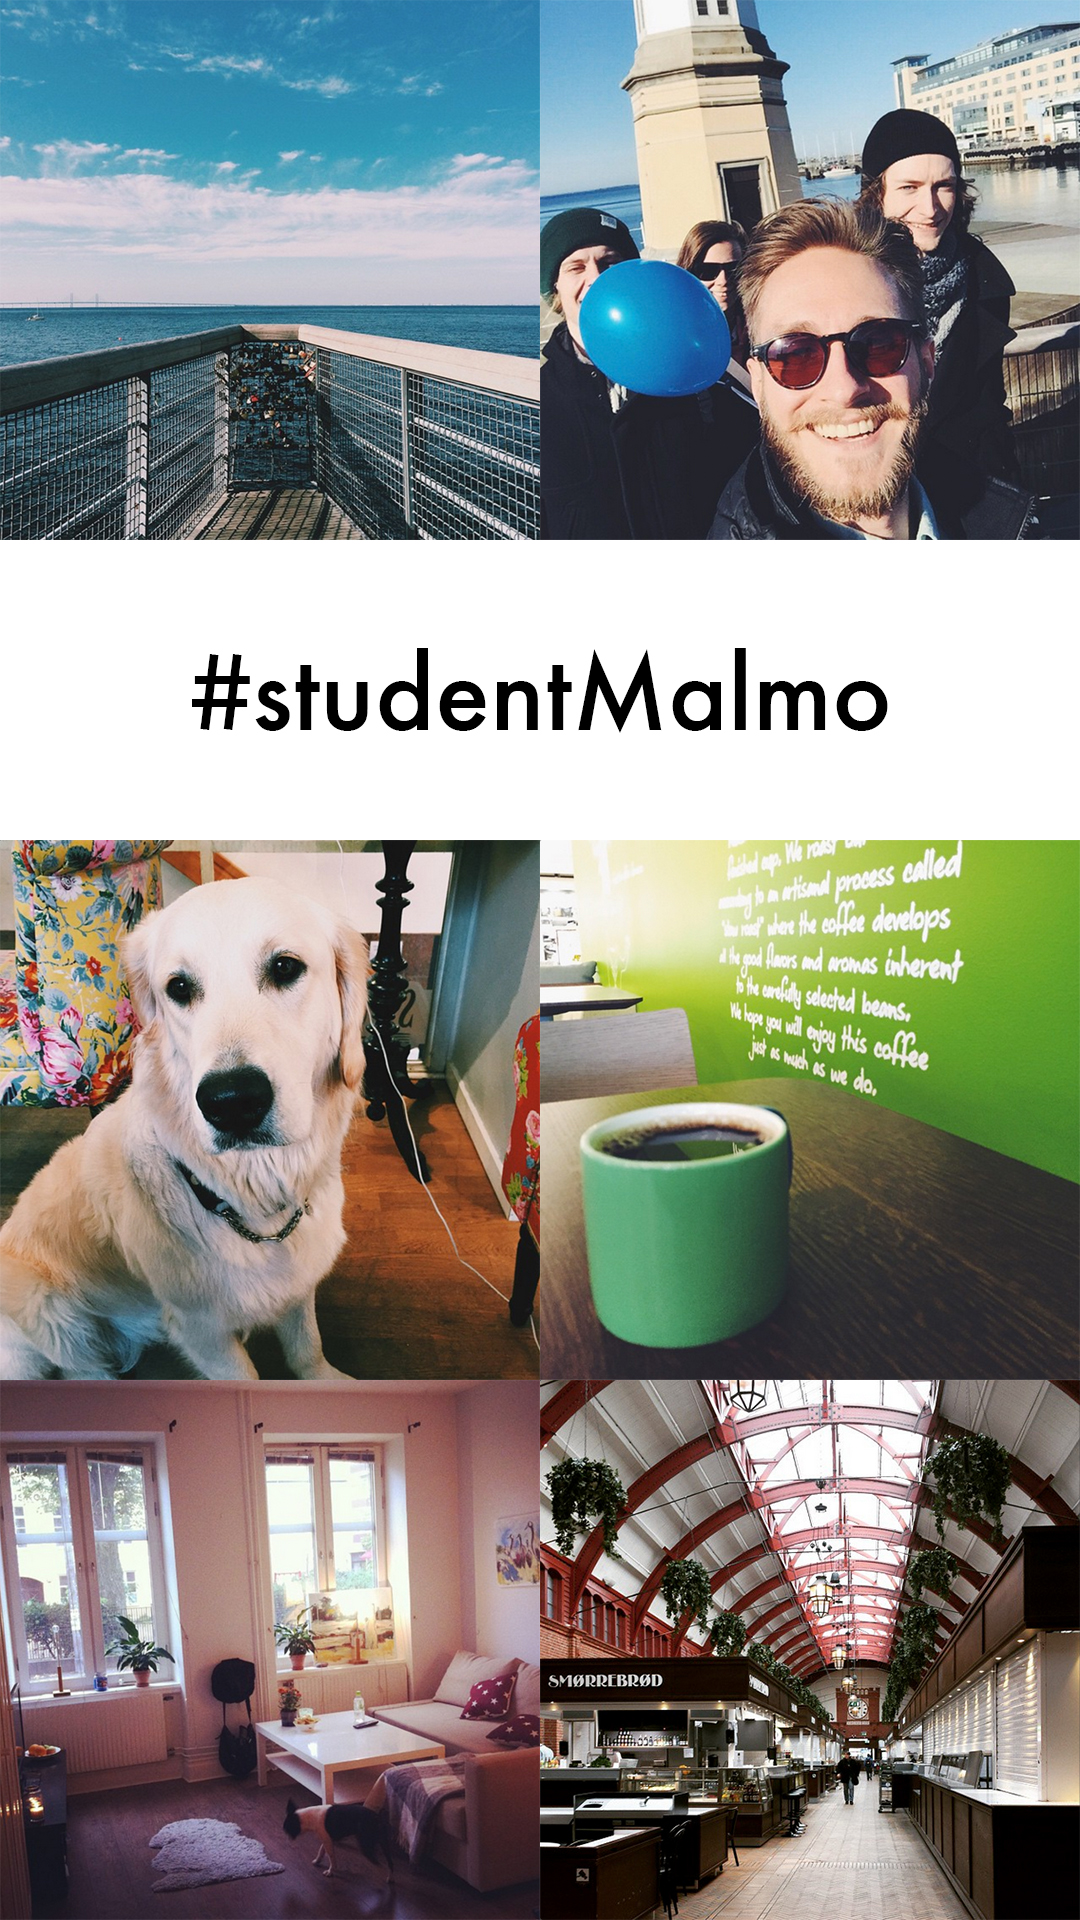 #studentMalmo
finished cup. We roast
according to an artisanal process called
"slow roast" where the coffee develops
all the good flavors and aromas inherent
to the carefully selected beans.
We hope you will enjoy this coffee
just as much as we do.
SMØRREBRØD